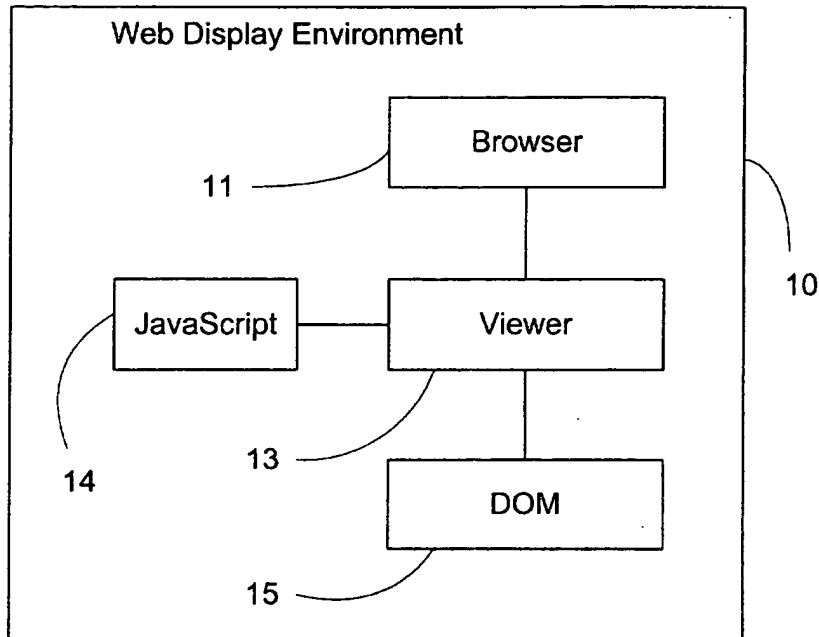 Web Display Environment
Browser
11
10
JavaScript
Viewer
13
14
DOM
15